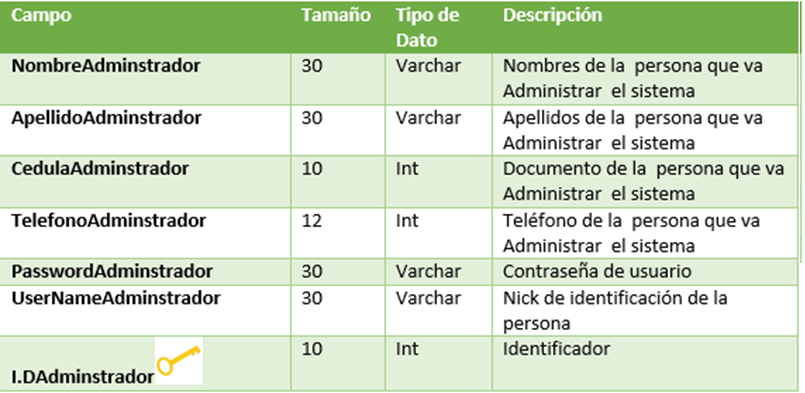 Campo Tamaño Tipo de Descripción
Dato
NombreAdminstrador 30 Varchar Nombres de la persona que va
Administrar el sistema
ApellidoAdminstrador 30 Varchar Apellidos de la persona que va
Administrar el sistema
CedulaAdminstrador 10 Int Documento de la persona que va
Administrar el sistema
TelefonoAdminstrador 12 Int Teléfono de la persona que va
Administrar el sistema
PasswordAdminstrador 30 Varchar Contraseña de usuario
UserNameAdminstrador 30 Varchar Nick de identificación de la
persona
10 Int Identificador
I.DAdminstrador